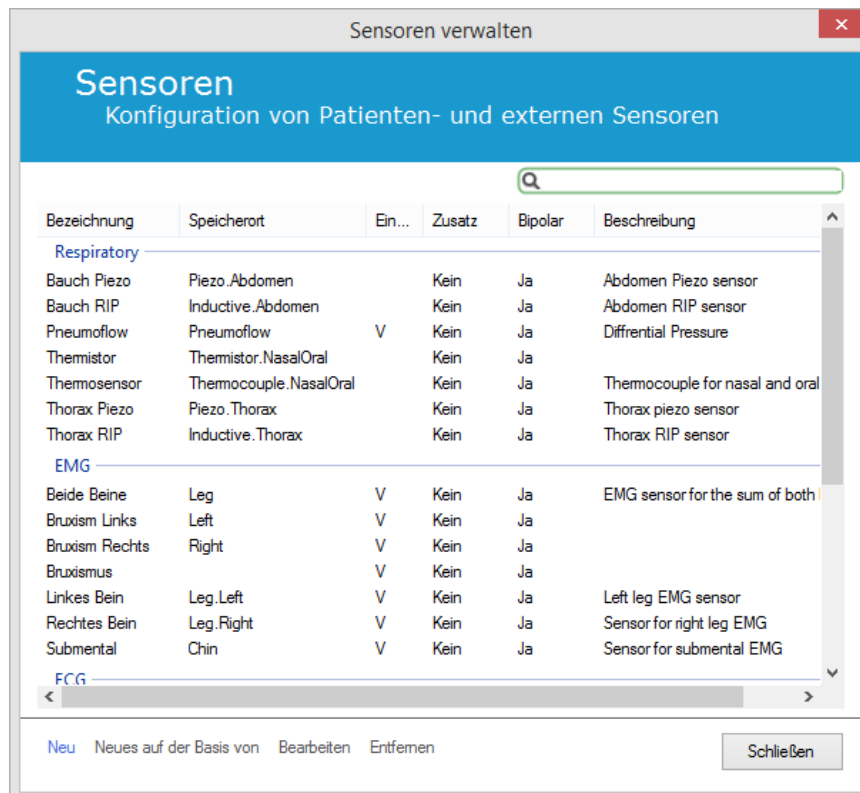 Sensoren verwalten
Sensoren
Konfiguration von Patienten- und externen Sensoren
Bezeichnung Speicherort Ein... Zusatz Bipolar Beschreibung
Respiratory
Bauch Piezo Piezo.Abdomen Kein Ja Abdomen Piezo sensor
Bauch RIP Inductive.Abdomen Kein Ja Abdomen RIP sensor
Pneumoflow Pneumoflow V Kein Ja Diffrential Pressure
Thermistor Thermistor.NasalOral Kein Ja
Thermosensor Thermocouple.NasalOral Kein Ja Thermocouple for nasal and oral
Thorax Piezo Piezo.Thorax Kein Ja Thorax piezo sensor
Thorax RIP Inductive.Thorax Kein Ja Thorax RIP sensor
EMG
Beide Beine Leg V Kein Ja EMG sensor for the sum of both
Bruxism Links Left V Kein Ja
Bruxism Rechts Right V Kein Ja
Bruxismus V Kein Ja
Linkes Bein Leg.Left V Kein Ja Left leg EMG sensor
Rechtes Bein Leg.Right V Kein Ja Sensor for right leg EMG
Submental Chin V Kein Ja Sensor for submental EMG
ECG
Neu Neues auf der Basis von Bearbeiten Entfernen Schließen